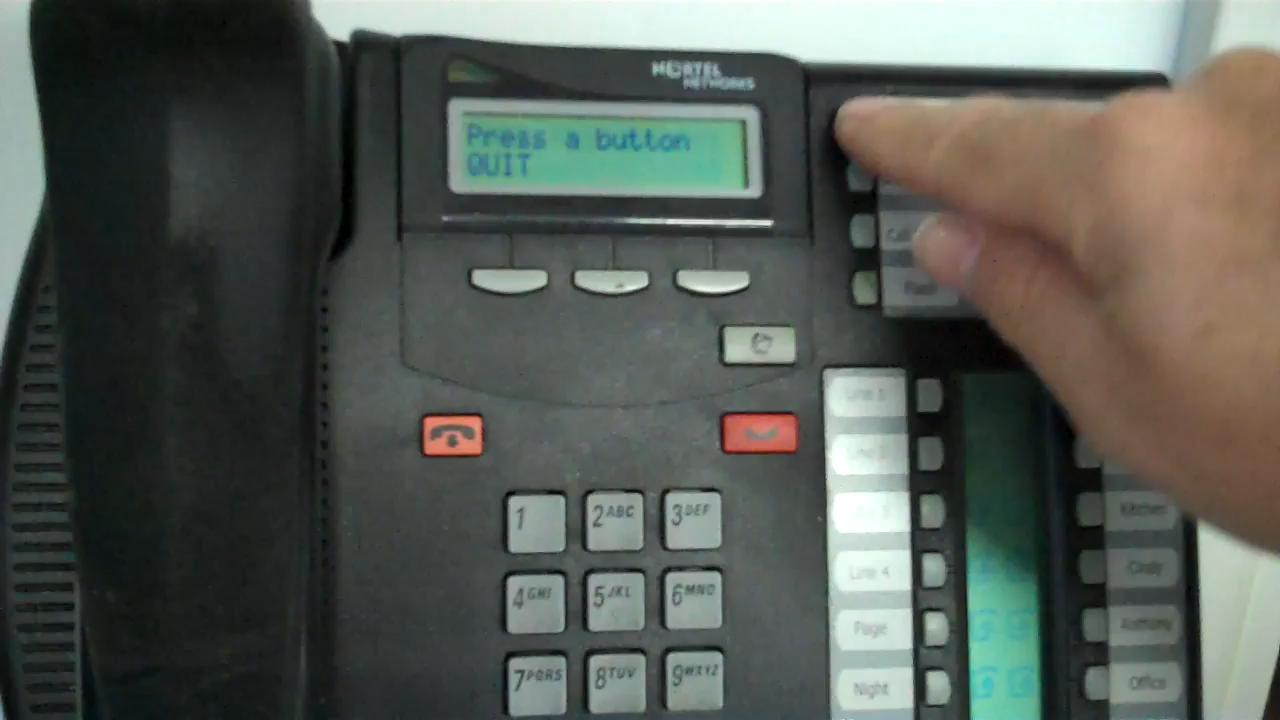 NORTEL
NETWORKS
Press a button
QUIT
1
2ABC
3DEF
4GHI
5JKL
6MNO
7PQRS
8TUV
9WXYZ
Line 4
Page
Night
Kitchen
Cindy
Anthony
Office